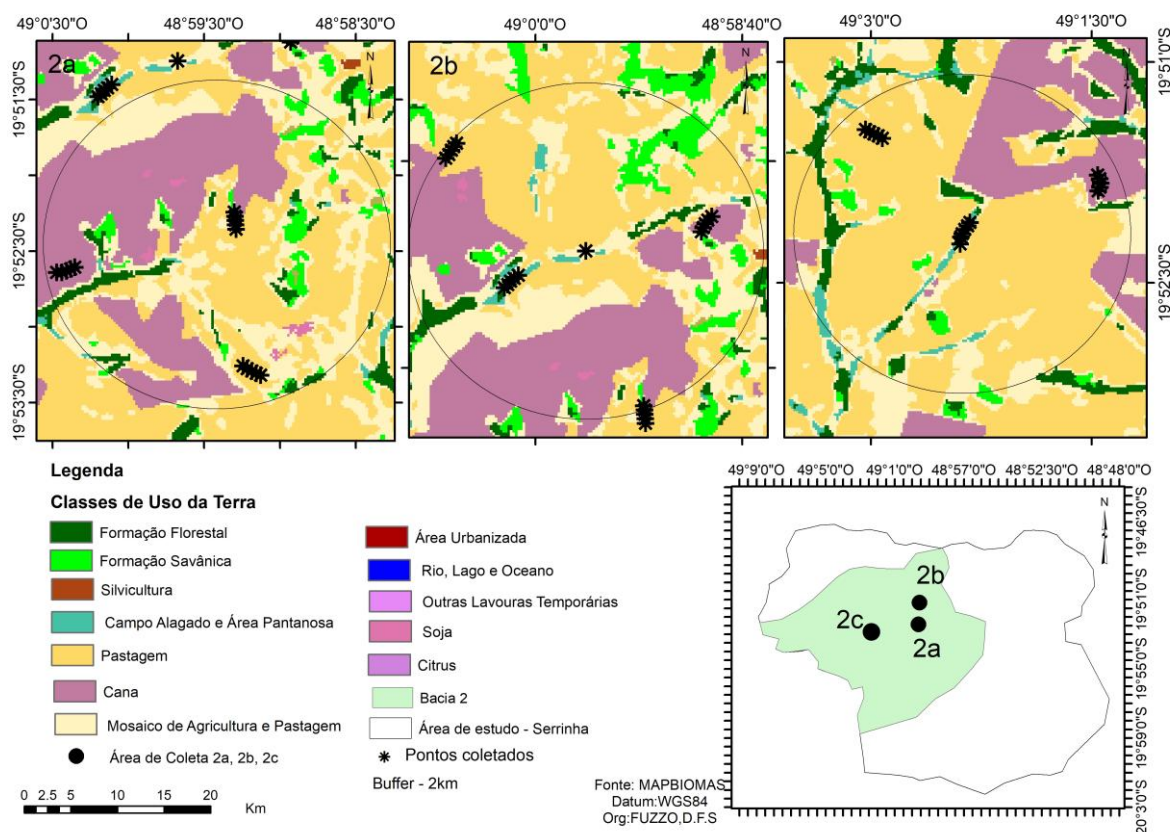 49°0'30"O 48°59'30"O 48°58'30"O
49°0'0"O 48°58'40"O
49°3'0"O 49°1'30"O
2a
2b
N
N
N
19°51'30"S
19°52'30"S
19°53'30"S
19°51'0"S
19°52'30"S
Legenda
Classes de Uso da Terra
Formação Florestal
Formação Savânica
Silvicultura
Campo Alagado e Área Pantanosa
Pastagem
Cana
Mosaico de Agricultura e Pastagem
Área de Coleta 2a, 2b, 2c
Área Urbanizada
Rio, Lago e Oceano
Outras Lavouras Temporárias
Soja
Citrus
Bacia 2
Área de estudo - Serrinha
Pontos coletados
Buffer - 2km
0 2,5 5 10 15 20
Km
Fonte: MAPBIOMAS
Datum:WGS84
Org:FUZZO,D.F.S
49°9'0"O 49°5'0"O 49°1'0"O 48°57'0"O 48°52'30"O 48°48'0"O
N
2b
2c
2a
19°46'30"S
19°51'0"S
19°55'0"S
19°59'0"S
20°3'0"S